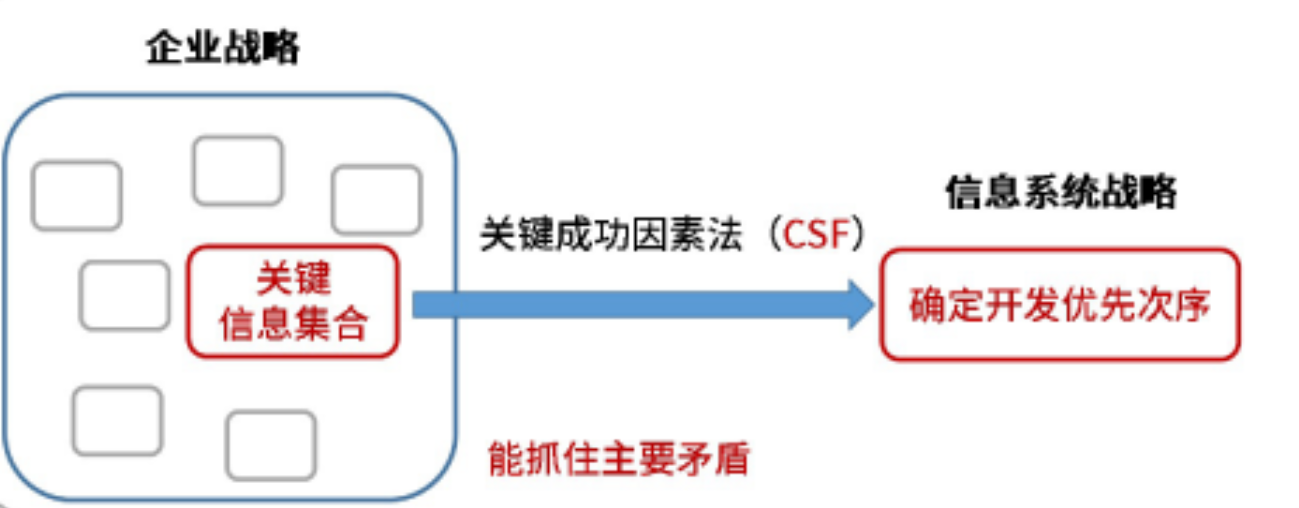 企业战略
关键
信息集合
关键成功因素法（CSF）
能抓住主要矛盾
信息系统战略
确定开发优先次序